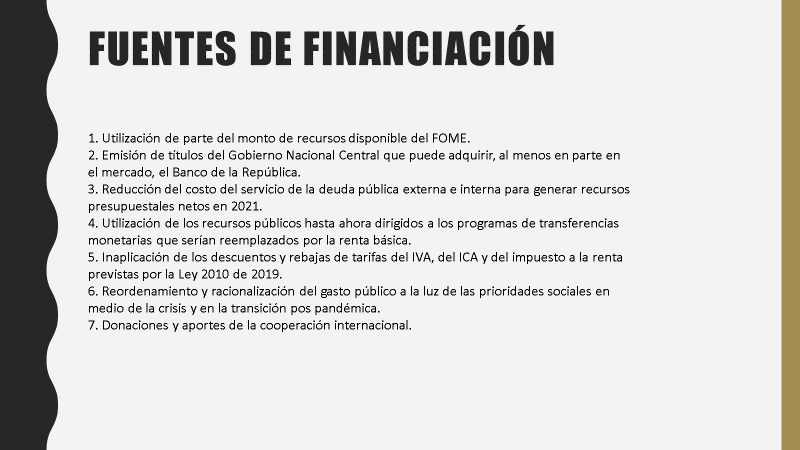 FUENTES DE FINANCIACIÓN
1. Utilización de parte del monto de recursos disponible del FOME.
2. Emisión de títulos del Gobierno Nacional Central que puede adquirir, al menos en parte en
el mercado, el Banco de la República.
3. Reducción del costo del servicio de la deuda pública externa e interna para generar recursos
presupuestales netos en 2021.
4. Utilización de los recursos públicos hasta ahora dirigidos a los programas de transferencias
monetarias que serían reemplazados por la renta básica.
5. Inaplicación de los descuentos y rebajas de tarifas del IVA, del ICA y del impuesto a la renta
previstas por la Ley 2010 de 2019.
6. Reordenamiento y racionalización del gasto público a la luz de las prioridades sociales en
medio de la crisis y en la transición pos pandémica.
7. Donaciones y aportes de la cooperación internacional.